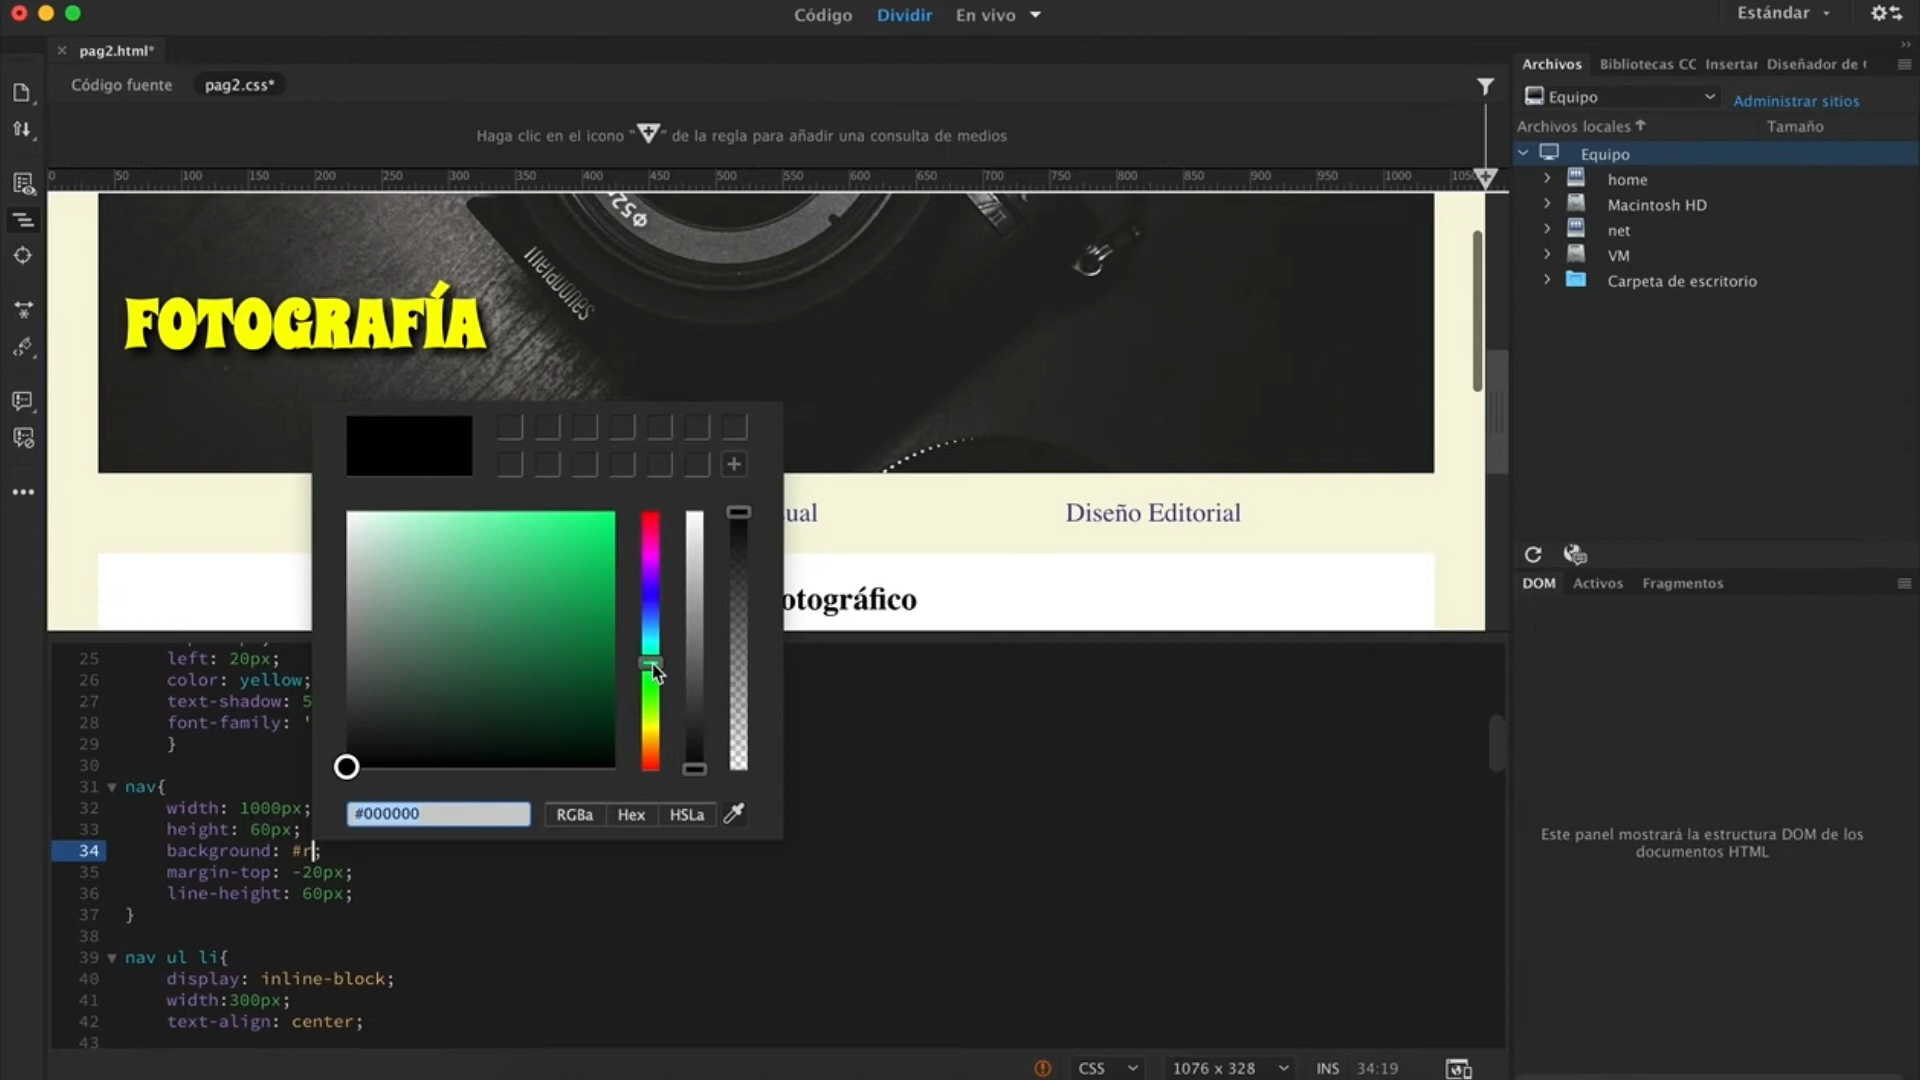 Código Dividir En vivo Estándar
pag2.html*
Código fuente pag2.css*
Haga clic en el icono " " de la regla para añadir una consulta de medios
0 50 100 150 200 250 300 350 400 450 500 550 600 650 700 750 800 850 900 950 1000 1050
Φ52
FOTOGRAFÍA
ual Diseño Editorial
otográfico
#000000 RGBa Hex HSLa
25 left: 20px;
26 color: yellow;
27 text-shadow: 5
28 font-family: '
29 }
30
31 nav{
32 width: 1000px;
33 height: 60px;
34 background: #r;
35 margin-top: -20px;
36 line-height: 60px;
37 }
38
39 nav ul li{
40 display: inline-block;
41 width:300px;
42 text-align: center;
43
CSS 1076 x 328 INS 34:19
Archivos Bibliotecas CC Insertar Diseñador de
Equipo Administrar sitios
Archivos locales Tamaño
Equipo
home
Macintosh HD
net
VM
Carpeta de escritorio
DOM Activos Fragmentos
Este panel mostrará la estructura DOM de los
documentos HTML